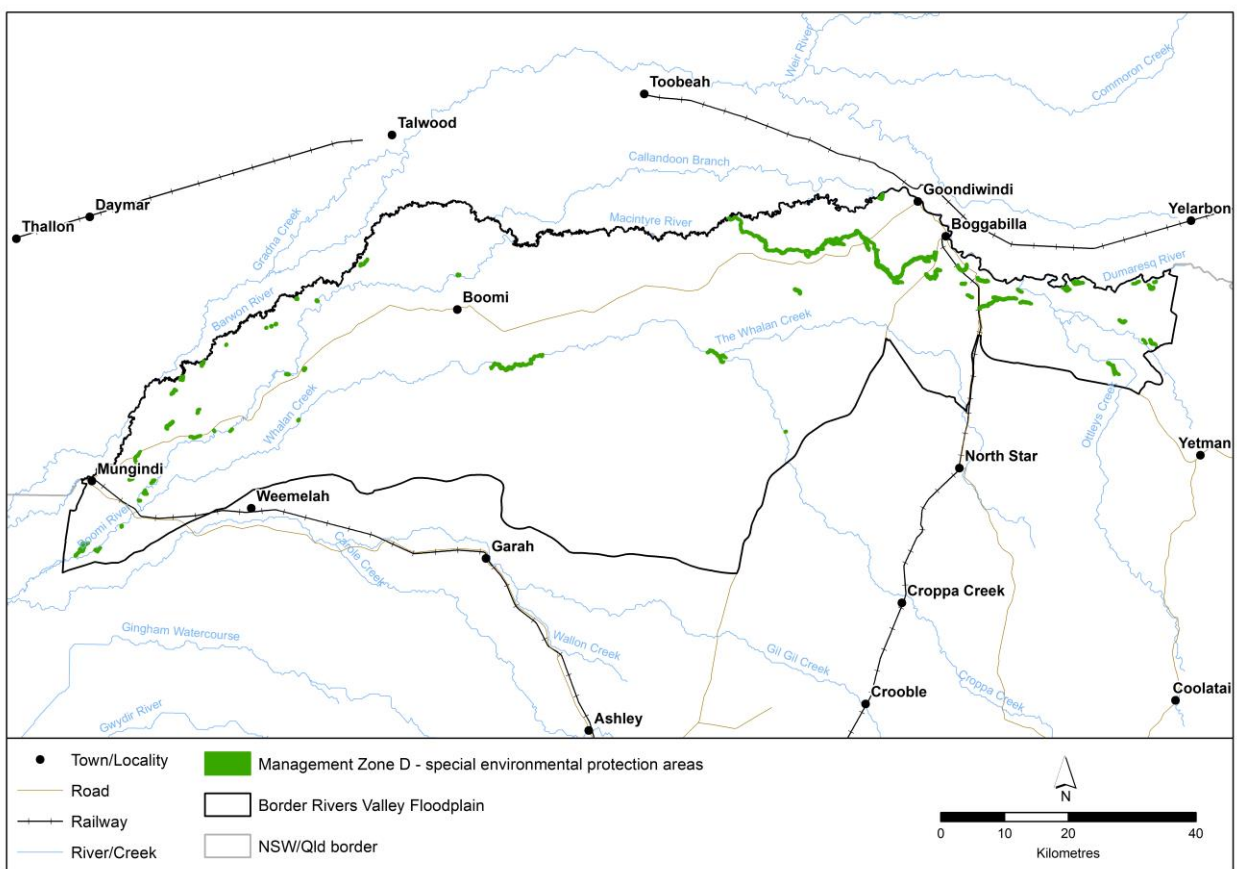 Weir River
Commoron Creek
Toobeah
Talwood
Callandoon Branch
Goondiwindi
Daymar
Thallon
Macintyre River
Yelarbon
Boggabilla
Gradna Creek
Dumaresq River
Barwon River
Boomi
The Whalan Creek
Whalan Creek
Ottleys Creek
Yetman
North Star
Mungindi
Weemelah
Boomi River
Carole Creek
Garah
Croppa Creek
Gingham Watercourse
Wallon Creek
Gil Gil Creek
Croppa Creek
Crooble
Coolatai
Gwydir River
Ashley
Town/Locality
Road
Railway
River/Creek
Management Zone D - special environmental protection areas
Border Rivers Valley Floodplain
NSW/Qld border
N
0 10 20 40
Kilometres